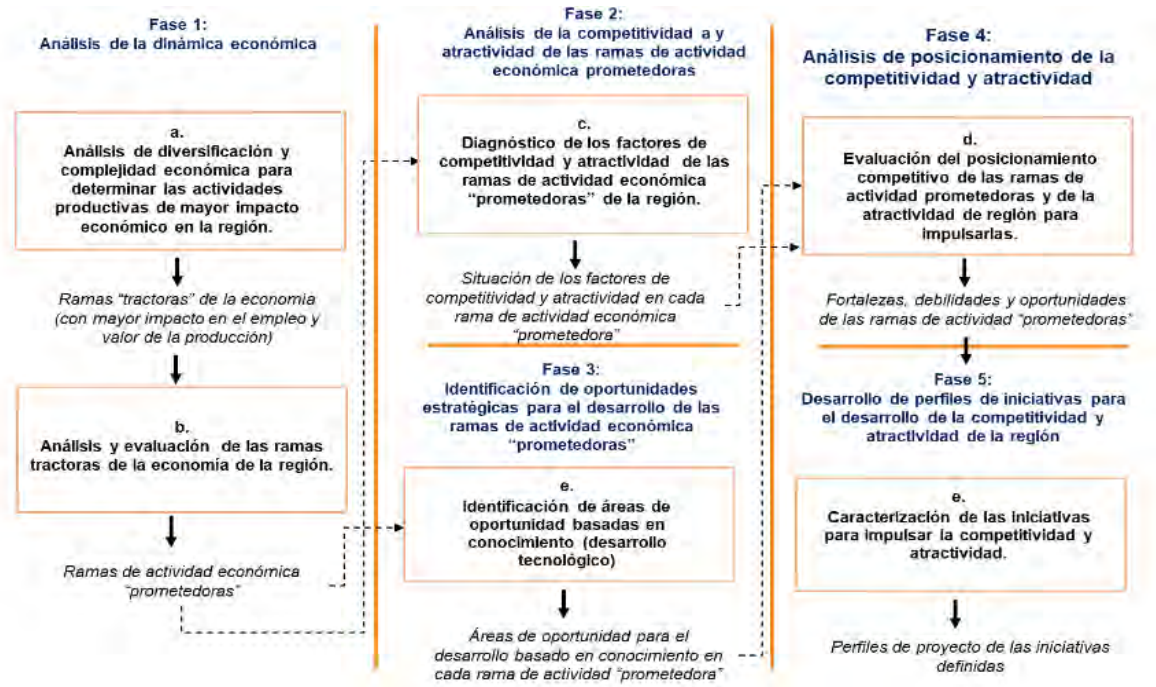 Fase 1:
Análisis de la dinámica económica
a.
Análisis de diversificación y
complejidad económica para
determinar las actividades
productivas de mayor impacto
económico en la región.
Ramas “tractoras” de la economía
(con mayor impacto en el empleo y
valor de la producción)
b.
Análisis y evaluación de las ramas
tractoras de la economía de la región.
Ramas de actividad económica
“prometedoras”
Fase 2:
Análisis de la competitividad a y
atractividad de las ramas de actividad
económica prometedoras
c.
Diagnóstico de los factores de
competitividad y atractividad de las
ramas de actividad económica
“prometedoras” de la región.
Situación de los factores de
competitividad y atractividad en cada
rama de actividad económica
“prometedora”
Fase 3:
Identificación de oportunidades
estratégicas para el desarrollo de las
ramas de actividad económica
“prometedoras”
e.
Identificación de áreas de
oportunidad basadas en
conocimiento (desarrollo
tecnológico)
Áreas de oportunidad para el
desarrollo basado en conocimiento en
cada rama de actividad “prometedora”
Fase 4:
Análisis de posicionamiento de la
competitividad y atractividad
d.
Evaluación del posicionamiento
competitivo de las ramas de
actividad prometedoras y de la
atractividad de región para
impulsarlas.
Fortalezas, debilidades y oportunidades
de las ramas de actividad “prometedoras”
Fase 5:
Desarrollo de perfiles de iniciativas para
el desarrollo de la competitividad y
atractividad de la región
e.
Caracterización de las iniciativas
para impulsar la competitividad y
atractividad.
Perfiles de proyecto de las iniciativas
definidas